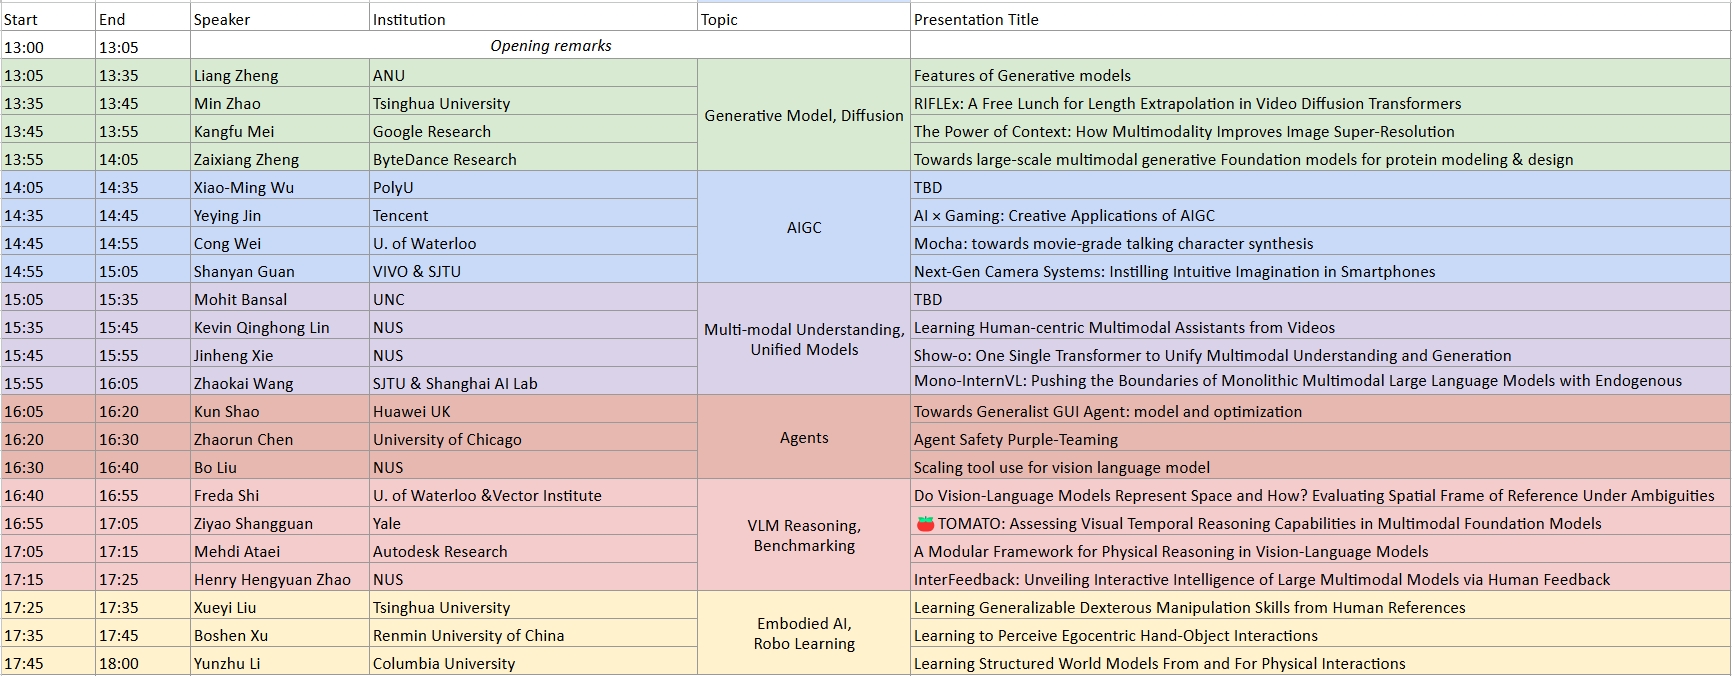 Start End Speaker Institution Topic Presentation Title
13:00 13:05 Opening remarks
13:05 13:35 Liang Zheng ANU Generative Model, Diffusion Features of Generative models
13:35 13:45 Min Zhao Tsinghua University RIFLEx: A Free Lunch for Length Extrapolation in Video Diffusion Transformers
13:45 13:55 Kangfu Mei Google Research The Power of Context: How Multimodality Improves Image Super-Resolution
13:55 14:05 Zaixiang Zheng ByteDance Research Towards large-scale multimodal generative Foundation models for protein modeling & design
14:05 14:35 Xiao-Ming Wu PolyU AIGC TBD
14:35 14:45 Yeying Jin Tencent AI × Gaming: Creative Applications of AIGC
14:45 14:55 Cong Wei U. of Waterloo Mocha: towards movie-grade talking character synthesis
14:55 15:05 Shanyan Guan VIVO & SJTU Next-Gen Camera Systems: Instilling Intuitive Imagination in Smartphones
15:05 15:35 Mohit Bansal UNC Multi-modal Understanding, Unified Models TBD
15:35 15:45 Kevin Qinghong Lin NUS Learning Human-centric Multimodal Assistants from Videos
15:45 15:55 Jinheng Xie NUS Show-o: One Single Transformer to Unify Multimodal Understanding and Generation
15:55 16:05 Zhaokai Wang SJTU & Shanghai AI Lab Mono-InternVL: Pushing the Boundaries of Monolithic Multimodal Large Language Models with Endogenous
16:05 16:20 Kun Shao Huawei UK Agents Towards Generalist GUI Agent: model and optimization
16:20 16:30 Zhaorun Chen University of Chicago Agent Safety Purple-Teaming
16:30 16:40 Bo Liu NUS Scaling tool use for vision language model
16:40 16:55 Freda Shi U. of Waterloo &Vector Institute VLM Reasoning, Benchmarking Do Vision-Language Models Represent Space and How? Evaluating Spatial Frame of Reference Under Ambiguities
16:55 17:05 Ziyao Shangguan Yale 🍅 TOMATO: Assessing Visual Temporal Reasoning Capabilities in Multimodal Foundation Models
17:05 17:15 Mehdi Ataei Autodesk Research A Modular Framework for Physical Reasoning in Vision-Language Models
17:15 17:25 Henry Hengyuan Zhao NUS InterFeedback: Unveiling Interactive Intelligence of Large Multimodal Models via Human Feedback
17:25 17:35 Xueyi Liu Tsinghua University Embodied AI, Robo Learning Learning Generalizable Dexterous Manipulation Skills from Human References
17:35 17:45 Boshen Xu Renmin University of China Learning to Perceive Egocentric Hand-Object Interactions
17:45 18:00 Yunzhu Li Columbia University Learning Structured World Models From and For Physical Interactions